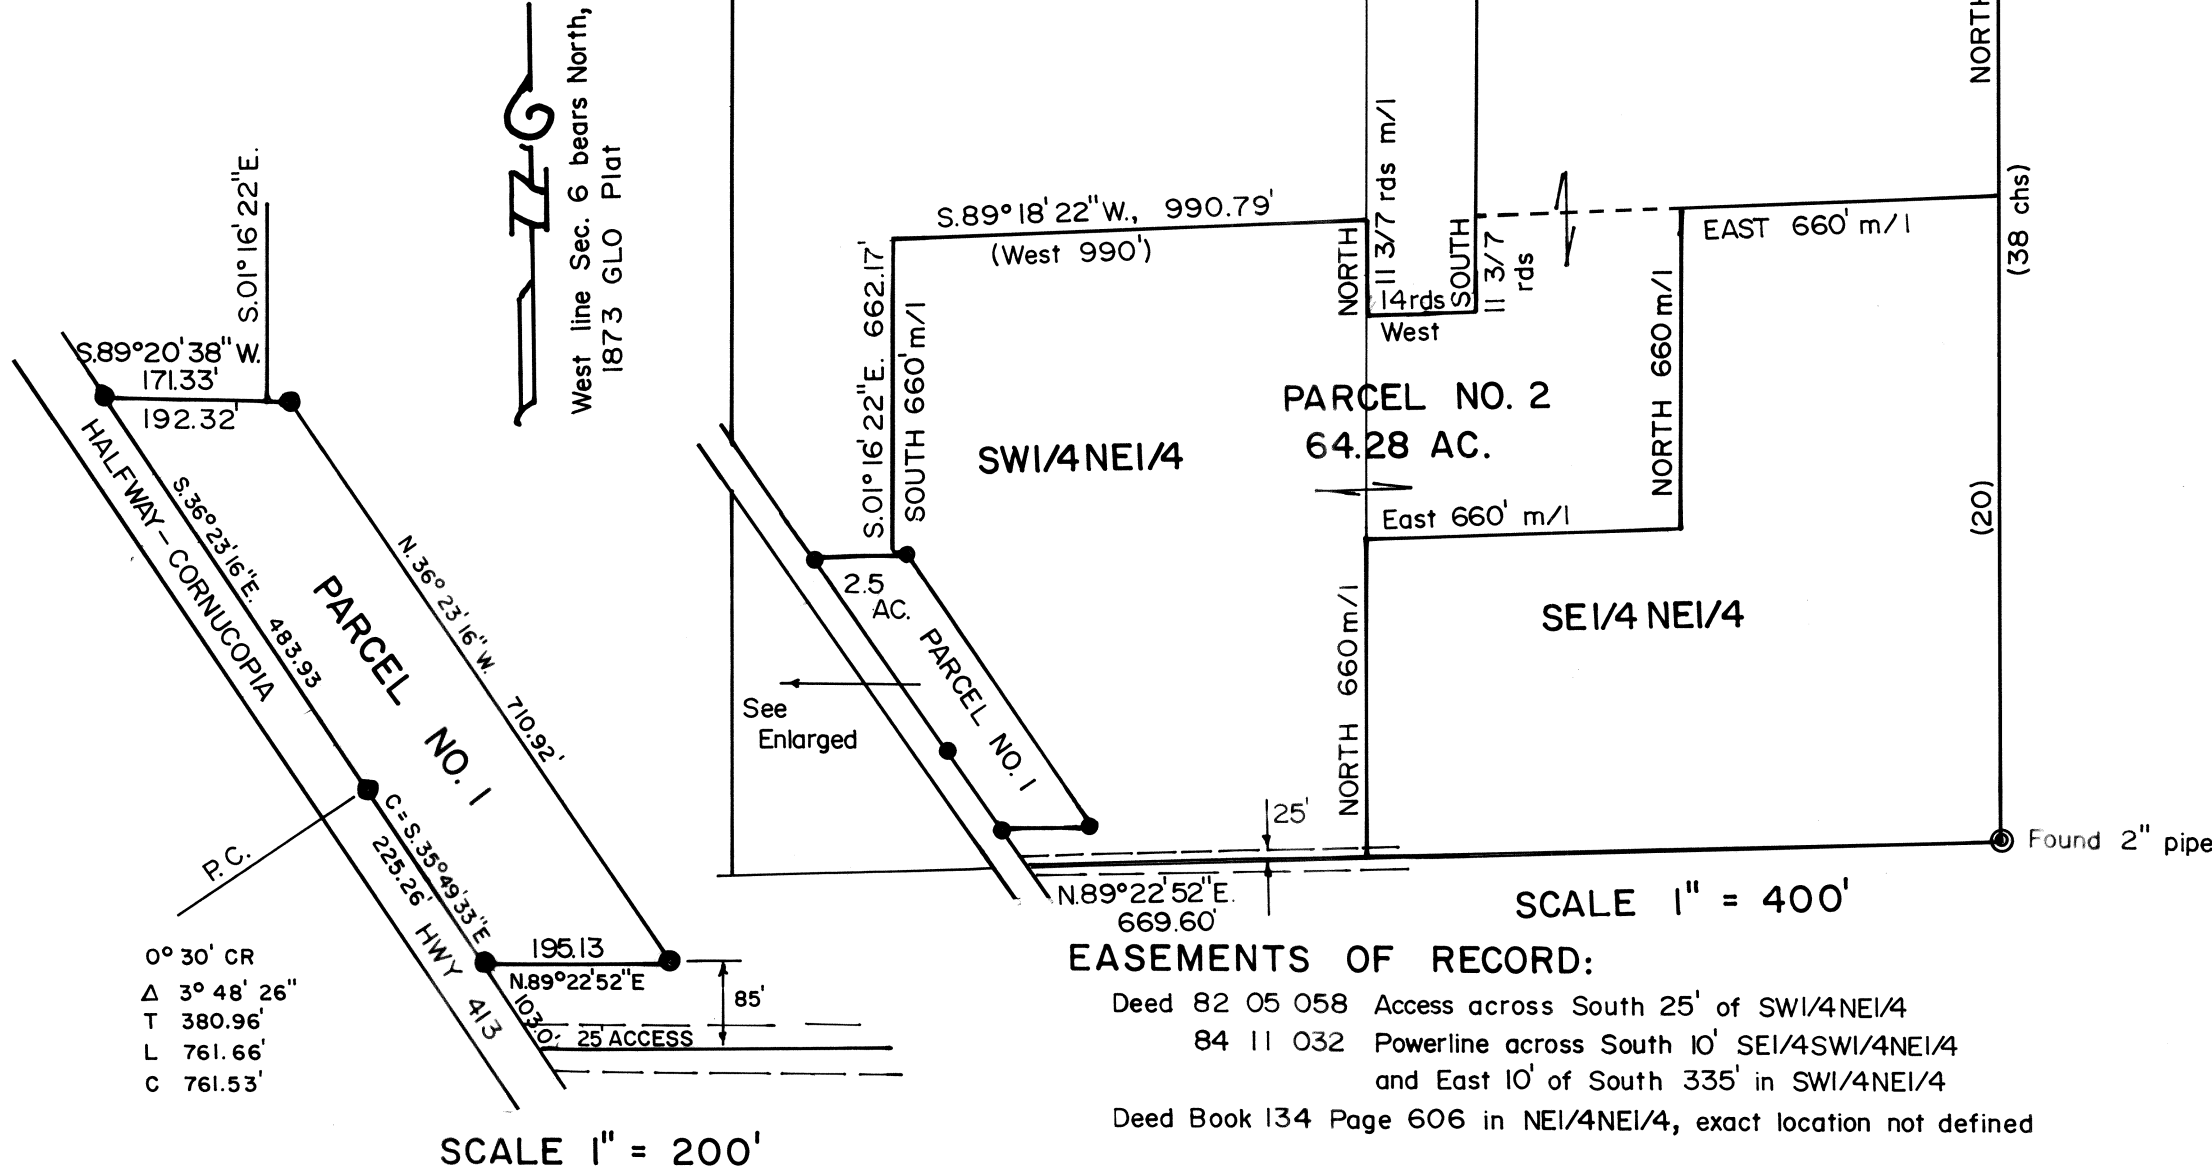 West line Sec. 6 bears North,
1873 GLO Plat
S.01°16'22"E.
S.89°20'38"W.
171.33'
192.32'
HALFWAY - CORNUCOPIA
HWY 413
S.36°23'16"E. 483.93
N.36°23'16"W. 710.92'
PARCEL NO. 1
P.C.
C=S.35°49'33"E
225.26'
195.13
N.89°22'52"E
103.01'
85'
25' ACCESS
0°30' CR
Δ 3°48'26"
T 380.96'
L 761.66'
C 761.53'
SCALE 1" = 200'
NORTH
S.89°18'22"W., 990.79'
(West 990')
NORTH
11 3/7 rds m/l
SOUTH
11 3/7
rds
14rds
West
EAST 660' m/l
(38 chs)
S.01°16'22"E. 662.17'
SOUTH 660' m/l
SW1/4NE1/4
PARCEL NO. 2
64.28 AC.
NORTH 660 m/l
East 660' m/l
(20)
2.5
AC.
PARCEL NO. 1
See
Enlarged
SE1/4 NE1/4
NORTH 660 m/l
25'
Found 2" pipe
N.89°22'52"E.
669.60'
SCALE 1" = 400'
EASEMENTS OF RECORD:
Deed 82 05 058 Access across South 25' of SW1/4NE1/4
84 11 032 Powerline across South 10' SE1/4SW1/4NE1/4
and East 10' of South 335' in SW1/4NE1/4
Deed Book 134 Page 606 in NE1/4NE1/4, exact location not defined